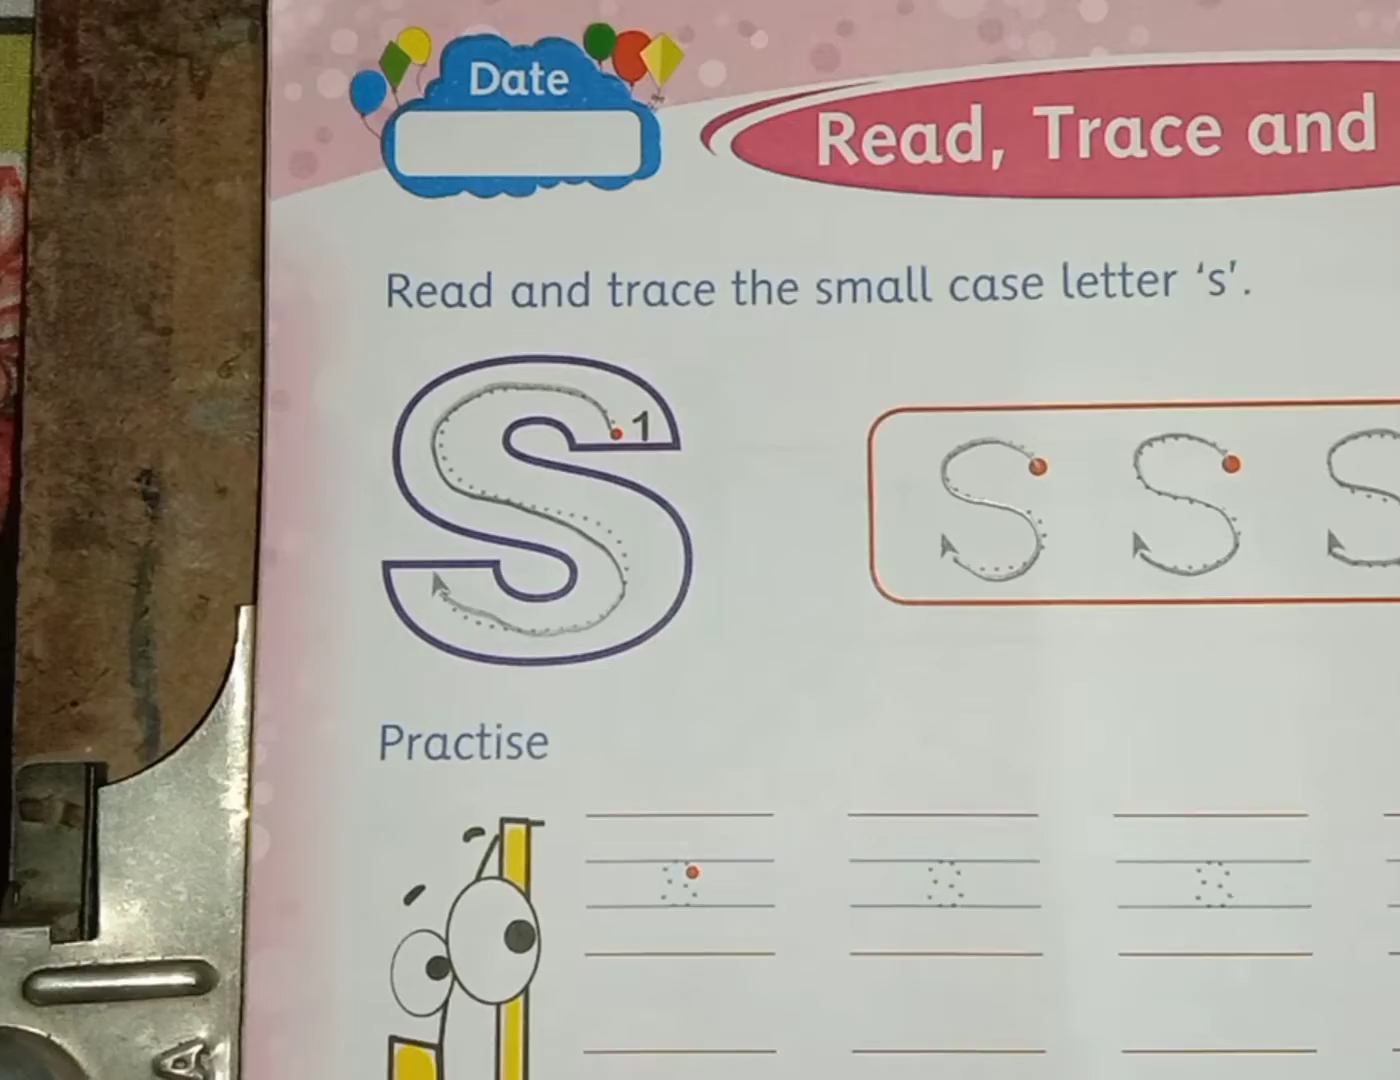 Date
Read, Trace and
Read and trace the small case letter ‘s’.
s 1
s s s
Practise
s s s